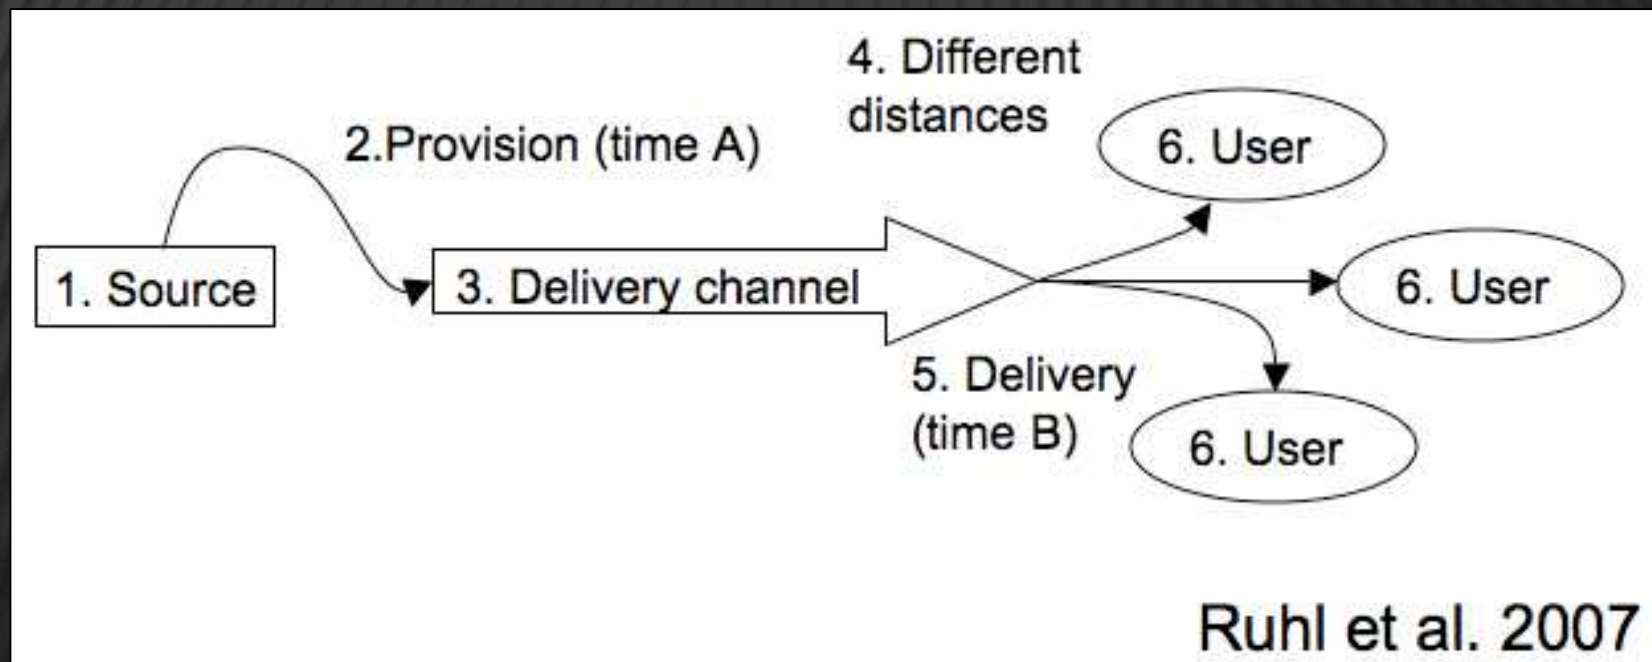 4. Different
distances
2.Provision (time A)
6. User
1. Source
3. Delivery channel
6. User
5. Delivery
(time B)
6. User
Ruhl et al. 2007